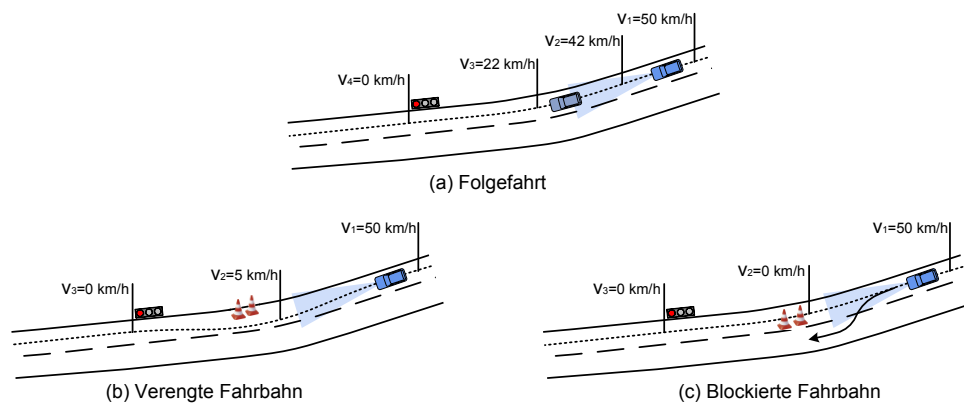 V1=50 km/h
V2=42 km/h
V3=22 km/h
V4=0 km/h
(a) Folgefahrt
V1=50 km/h
V2=5 km/h
V3=0 km/h
(b) Verengte Fahrbahn
V1=50 km/h
V2=0 km/h
V3=0 km/h
(c) Blockierte Fahrbahn